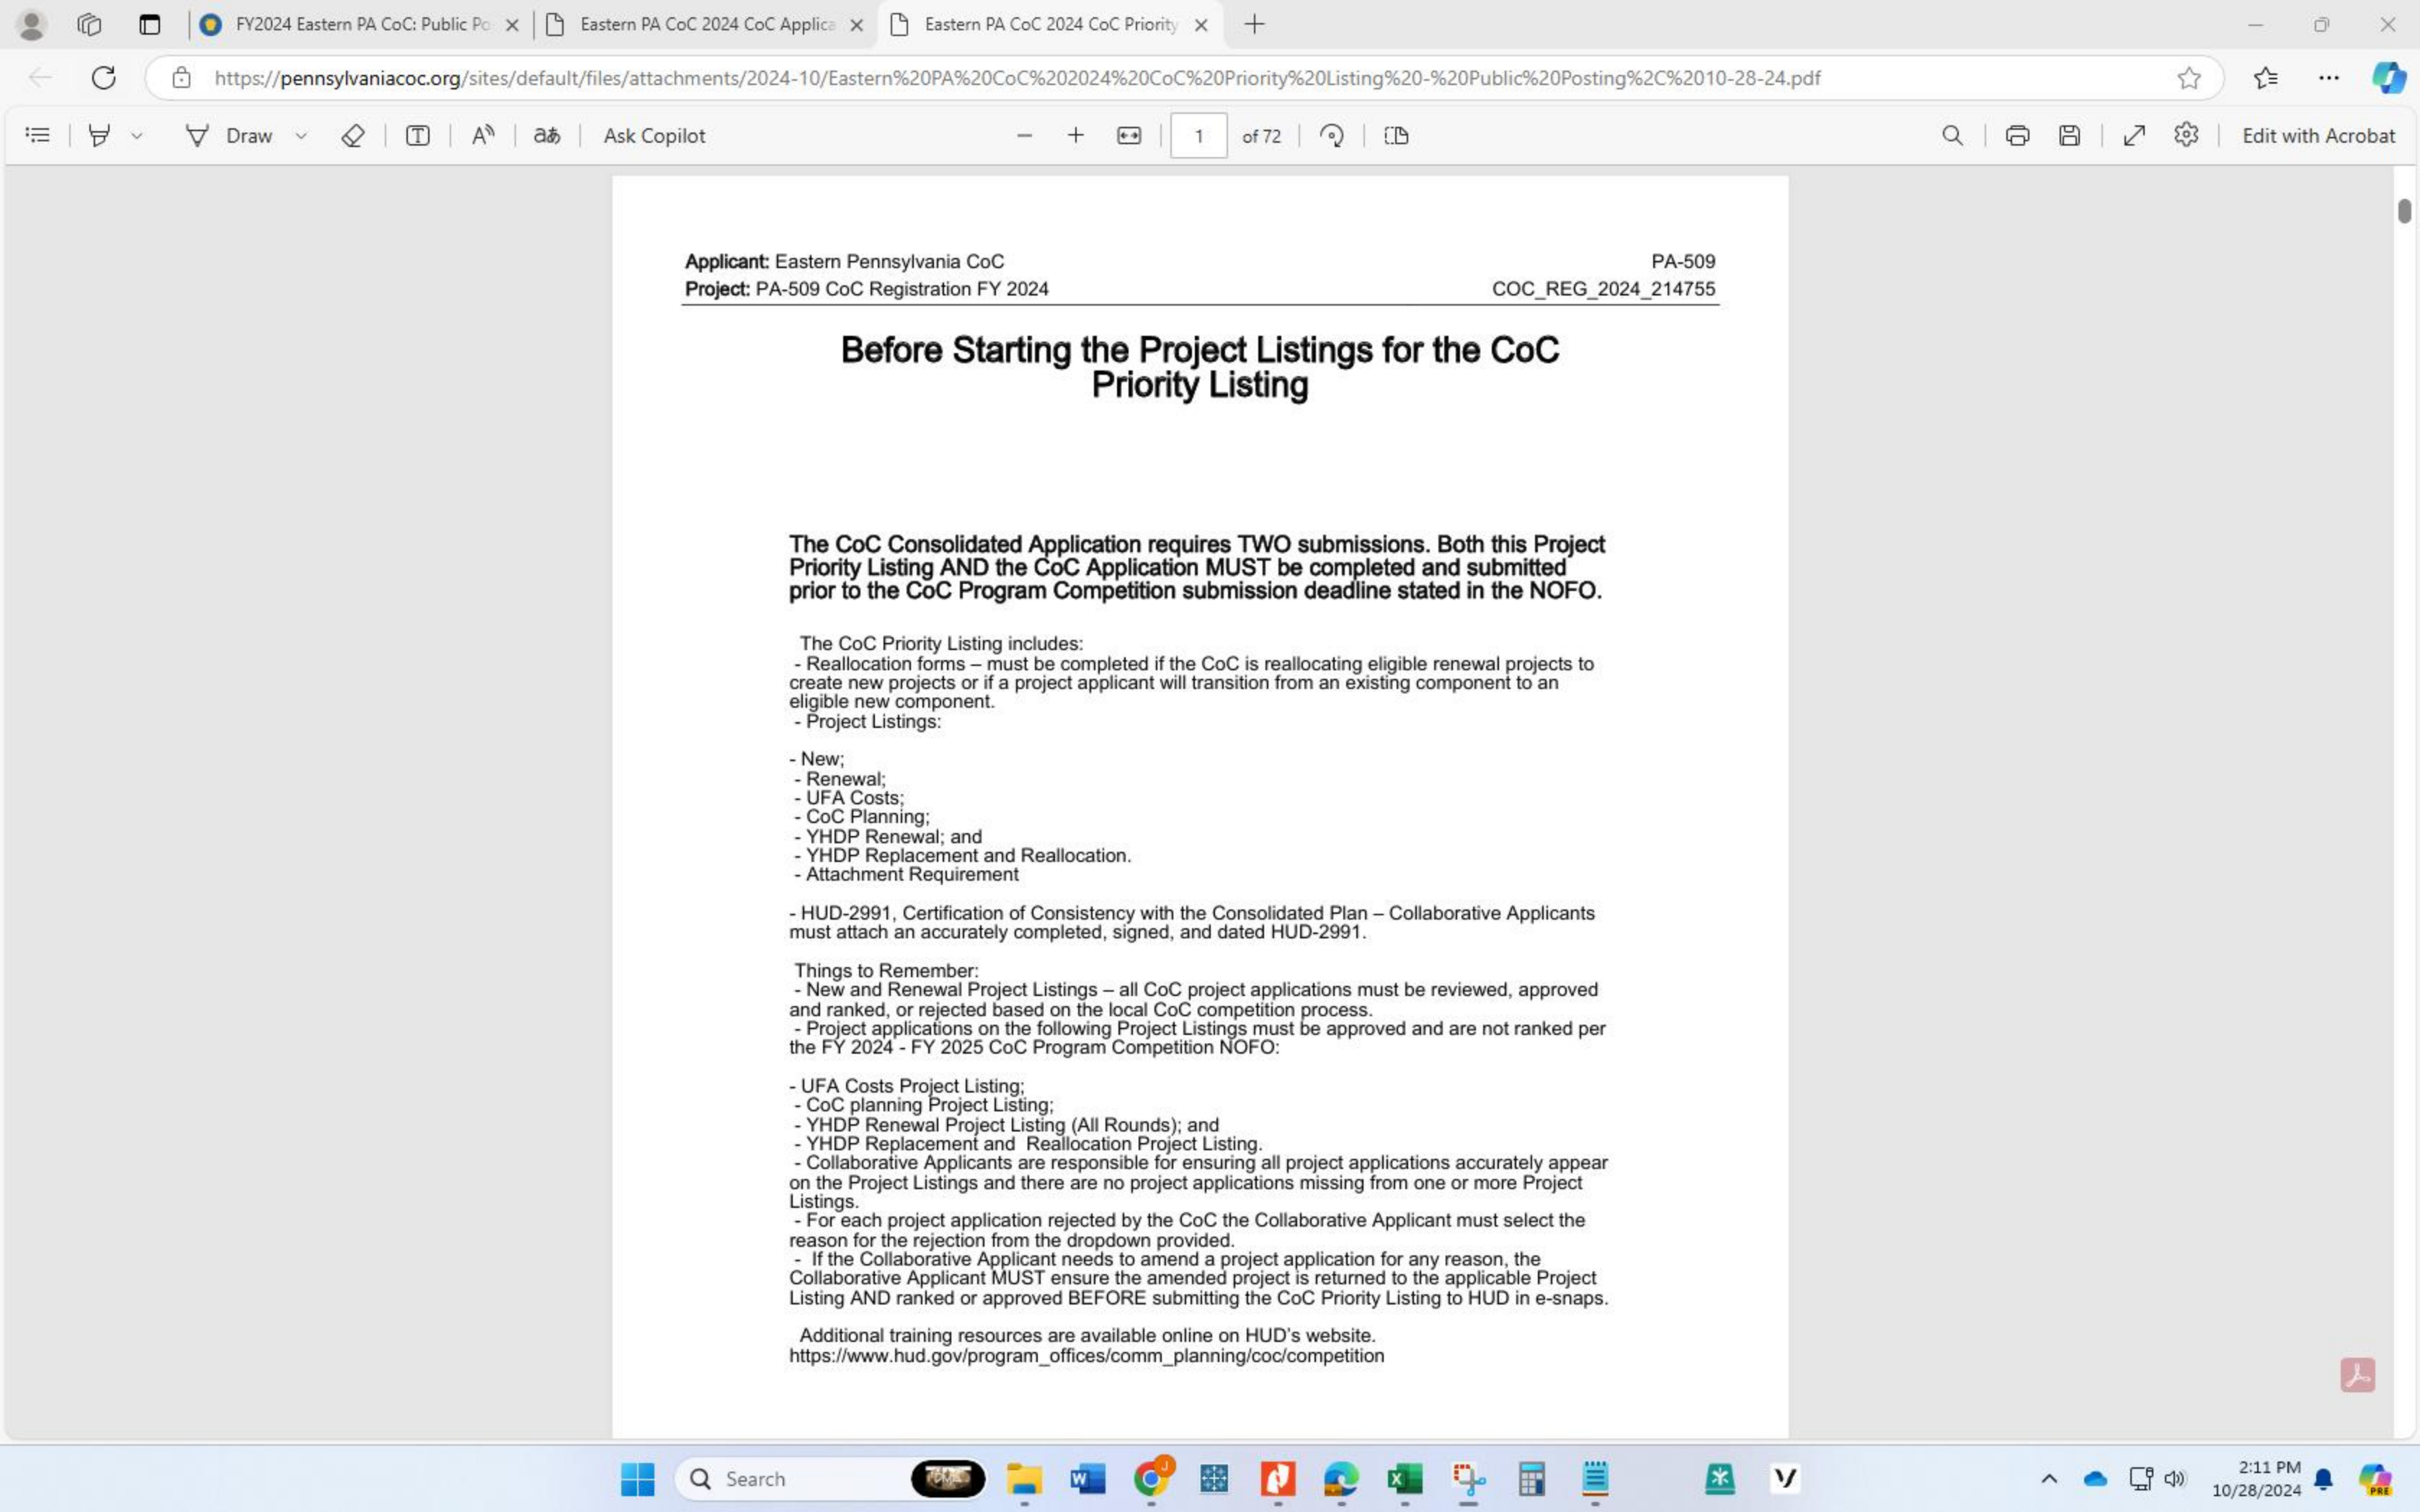 FY2024 Eastern PA CoC: Public Po
Eastern PA CoC 2024 CoC Applica
Eastern PA CoC 2024 CoC Priority
https://pennsylvaniacoc.org/sites/default/files/attachments/2024-10/Eastern%20PA%20CoC%202024%20CoC%20Priority%20Listing%20-%20Public%20Posting%2C%2010-28-24.pdf
Draw
aあ
Ask Copilot
1 of 72
Edit with Acrobat
Applicant: Eastern Pennsylvania CoC PA-509
Project: PA-509 CoC Registration FY 2024 COC_REG_2024_214755
Before Starting the Project Listings for the CoC
Priority Listing
The CoC Consolidated Application requires TWO submissions. Both this Project
Priority Listing AND the CoC Application MUST be completed and submitted
prior to the CoC Program Competition submission deadline stated in the NOFO.
The CoC Priority Listing includes:
- Reallocation forms – must be completed if the CoC is reallocating eligible renewal projects to
create new projects or if a project applicant will transition from an existing component to an
eligible new component.
- Project Listings:
- New;
- Renewal;
- UFA Costs;
- CoC Planning;
- YHDP Renewal; and
- YHDP Replacement and Reallocation.
- Attachment Requirement
- HUD-2991, Certification of Consistency with the Consolidated Plan – Collaborative Applicants
must attach an accurately completed, signed, and dated HUD-2991.
Things to Remember:
- New and Renewal Project Listings – all CoC project applications must be reviewed, approved
and ranked, or rejected based on the local CoC competition process.
- Project applications on the following Project Listings must be approved and are not ranked per
the FY 2024 - FY 2025 CoC Program Competition NOFO:
- UFA Costs Project Listing;
- CoC planning Project Listing;
- YHDP Renewal Project Listing (All Rounds); and
- YHDP Replacement and  Reallocation Project Listing.
- Collaborative Applicants are responsible for ensuring all project applications accurately appear
on the Project Listings and there are no project applications missing from one or more Project
Listings.
- For each project application rejected by the CoC the Collaborative Applicant must select the
reason for the rejection from the dropdown provided.
-  If the Collaborative Applicant needs to amend a project application for any reason, the
Collaborative Applicant MUST ensure the amended project is returned to the applicable Project
Listing AND ranked or approved BEFORE submitting the CoC Priority Listing to HUD in e-snaps.
Additional training resources are available online on HUD's website.
https://www.hud.gov/program_offices/comm_planning/coc/competition
Search
2:11 PM
10/28/2024
PRE